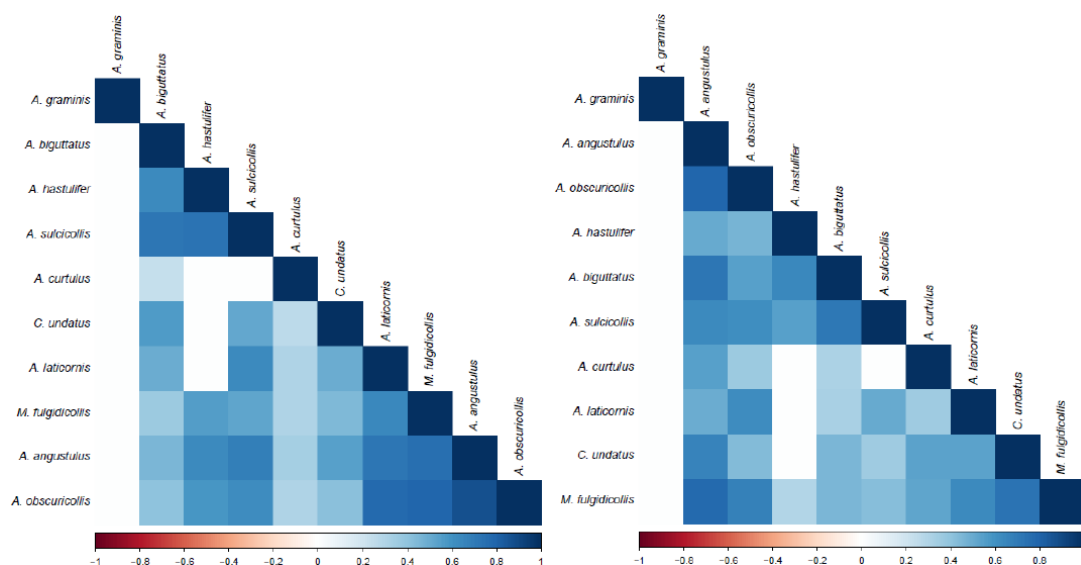 A. graminis
A. biguttatus
A. hastulifer
A. sulcicollis
A. curtulus
C. undatus
A. laticornis
M. fulgidicollis
A. angustulus
A. obscuricollis
A. graminis
A. biguttatus
A. hastulifer
A. sulcicollis
A. curtulus
C. undatus
A. laticornis
M. fulgidicollis
A. angustulus
A. obscuricollis
−1 −0.8 −0.6 −0.4 −0.2 0 0.2 0.4 0.6 0.8 1
A. graminis
A. angustulus
A. obscuricollis
A. hastulifer
A. biguttatus
A. sulcicollis
A. curtulus
A. laticornis
C. undatus
M. fulgidicollis
A. graminis
A. angustulus
A. obscuricollis
A. hastulifer
A. biguttatus
A. sulcicollis
A. curtulus
A. laticornis
C. undatus
M. fulgidicollis
−1 −0.8 −0.6 −0.4 −0.2 0 0.2 0.4 0.6 0.8 1